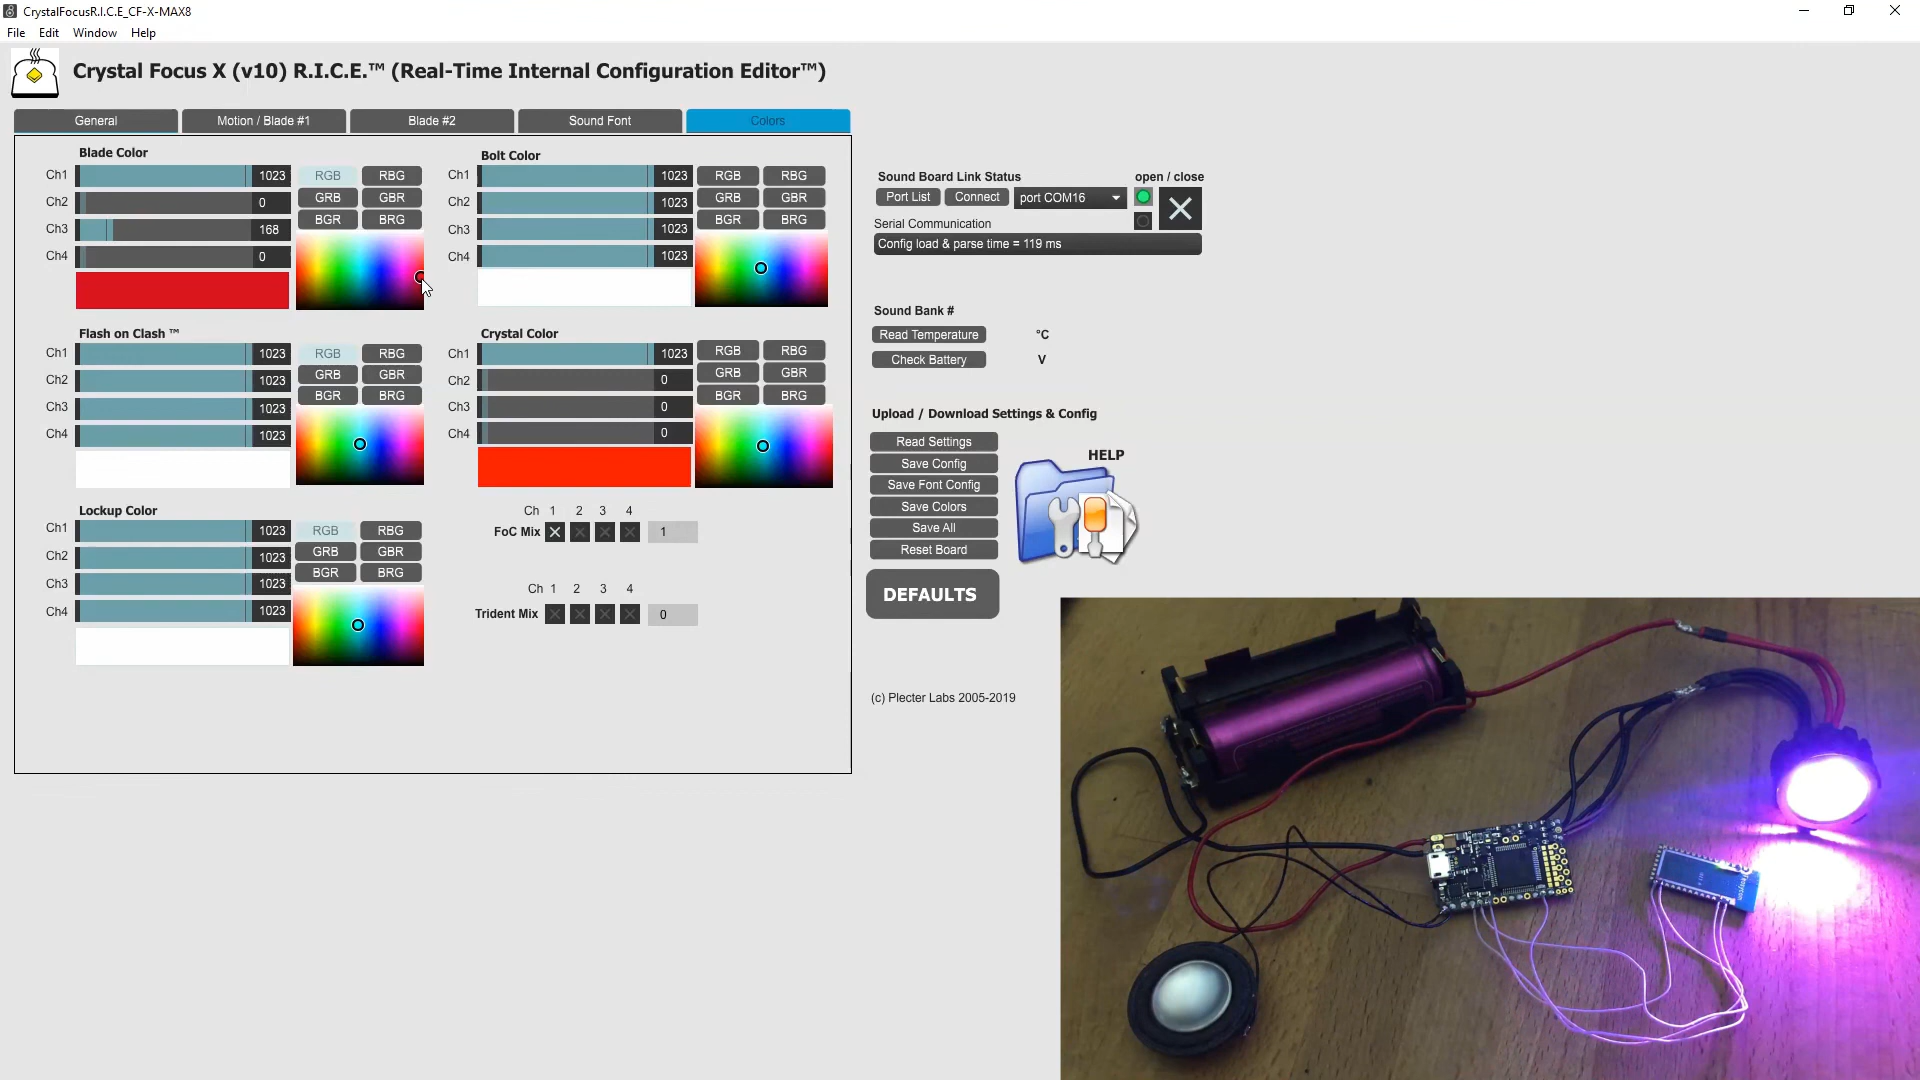 CrystalFocusR.I.C.E_CF-X-MAX8
File Edit Window Help
Crystal Focus X (v10) R.I.C.E.™ (Real-Time Internal Configuration Editor™)
General Motion / Blade #1 Blade #2 Sound Font Colors
Blade Color
Ch1 1023 RGB RBG
Ch2 0 GRB GBR
Ch3 168 BGR BRG
Ch4 0
Bolt Color
Ch1 1023 RGB RBG
Ch2 1023 GRB GBR
Ch3 1023 BGR BRG
Ch4 1023
Flash on Clash ™
Ch1 1023 RGB RBG
Ch2 1023 GRB GBR
Ch3 1023 BGR BRG
Ch4 1023
Crystal Color
Ch1 1023 RGB RBG
Ch2 0 GRB GBR
Ch3 0 BGR BRG
Ch4 0
Lockup Color
Ch1 1023 RGB RBG
Ch2 1023 GRB GBR
Ch3 1023 BGR BRG
Ch4 1023
Ch 1 2 3 4
FoC Mix 1
Ch 1 2 3 4
Trident Mix 0
Sound Board Link Status open / close
Port List Connect port COM16
Serial Communication
Config load & parse time = 119 ms
Sound Bank #
Read Temperature °C
Check Battery V
Upload / Download Settings & Config
Read Settings
Save Config
Save Font Config
Save Colors
Save All
Reset Board
HELP
DEFAULTS
(c) Plecter Labs 2005-2019